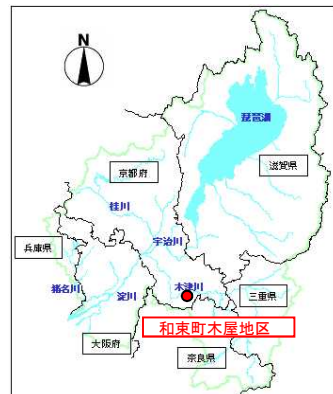 N
琵琶湖
滋賀県
京都府
桂川
宇治川
兵庫県
猪名川
淀川
木津川
三重県
和束町木屋地区
大阪府
奈良県